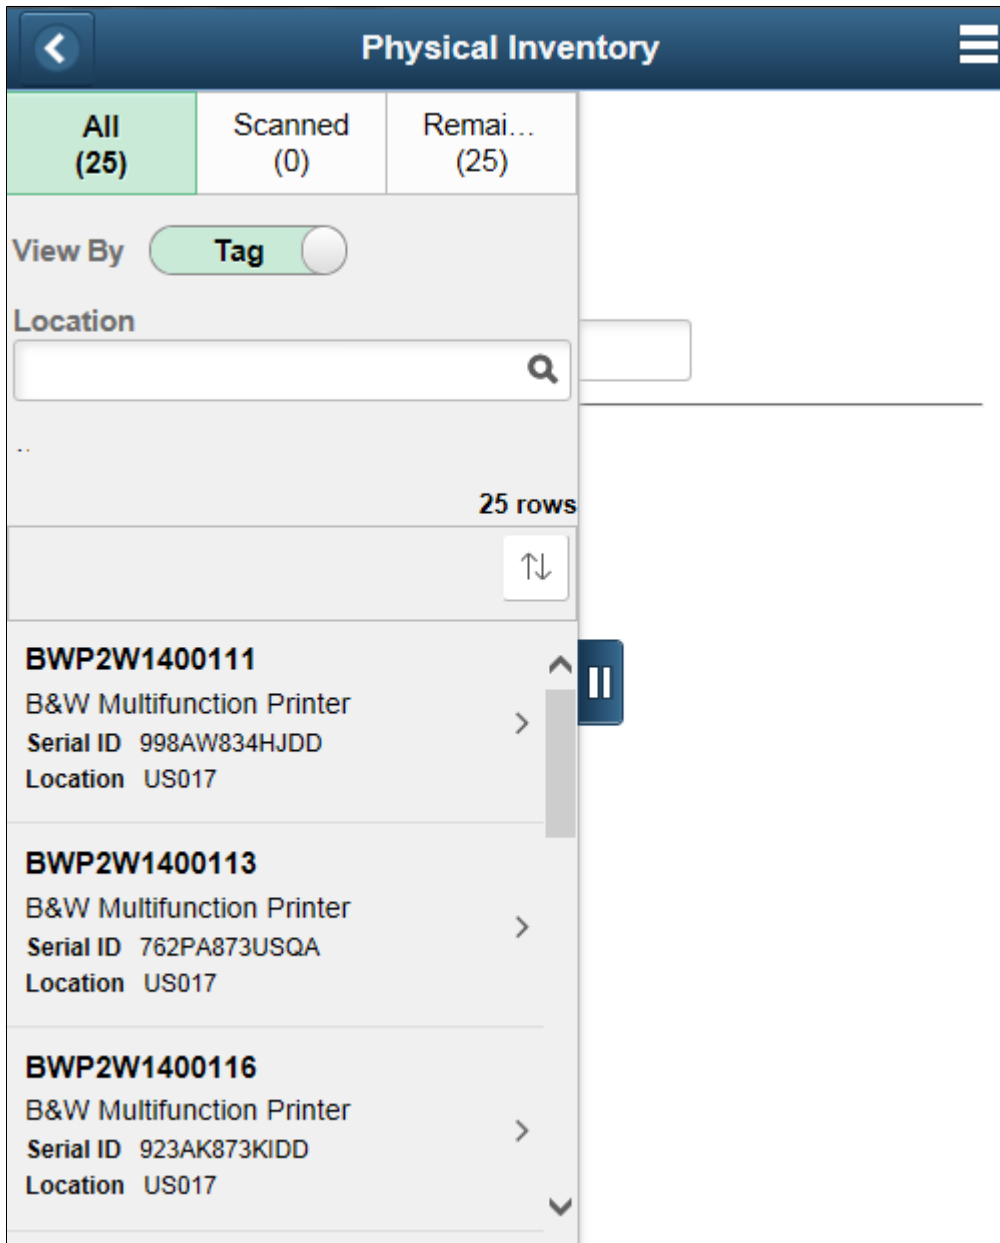 Physical Inventory
All Scanned Remai...
(25) (0) (25)
View By Tag
Location
..
25 rows
BWP2W1400111
B&W Multifunction Printer
Serial ID 998AW834HJDD
Location US017
BWP2W1400113
B&W Multifunction Printer
Serial ID 762PA873USQA
Location US017
BWP2W1400116
B&W Multifunction Printer
Serial ID 923AK873KIDD
Location US017